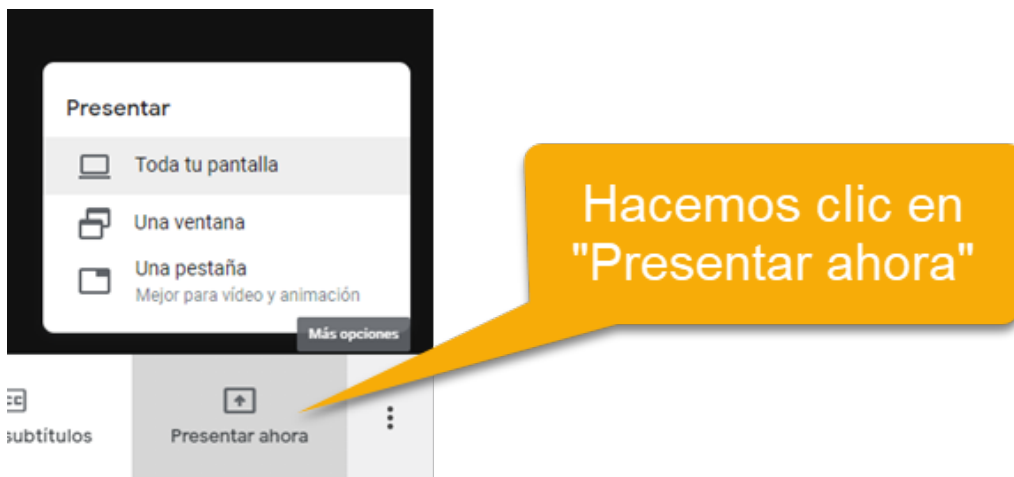 Presentar
Toda tu pantalla
Una ventana
Una pestaña
Mejor para vídeo y animación
Más opciones
subtítulos
Presentar ahora
Hacemos clic en
"Presentar ahora"